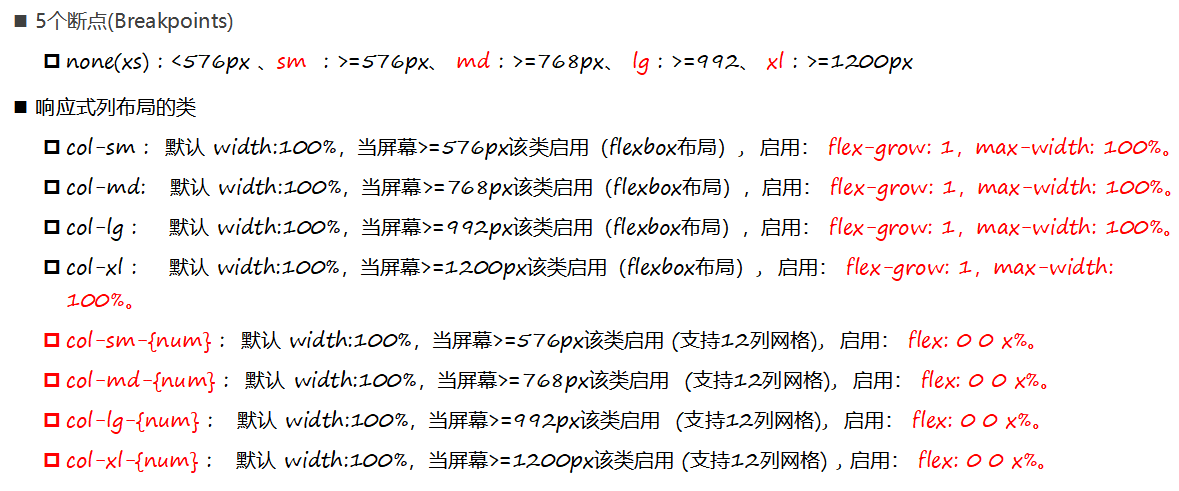 5个断点(Breakpoints)
none(xs) : <576px 、sm : >=576px、 md : >=768px、 lg : >=992、 xl : >=1200px
响应式列布局的类
col-sm : 默认 width:100%，当屏幕>=576px该类启用（flexbox布局）, 启用： flex-grow: 1，max-width: 100%。
col-md: 默认 width:100%，当屏幕>=768px该类启用（flexbox布局）, 启用： flex-grow: 1，max-width: 100%。
col-lg : 默认 width:100%，当屏幕>=992px该类启用（flexbox布局）, 启用： flex-grow: 1，max-width: 100%。
col-xl : 默认 width:100%，当屏幕>=1200px该类启用（flexbox布局）, 启用： flex-grow: 1，max-width:
100%。
col-sm-{num} : 默认 width:100%，当屏幕>=576px该类启用 (支持12列网格), 启用： flex: 0 0 x%。
col-md-{num} : 默认 width:100%，当屏幕>=768px该类启用 (支持12列网格), 启用： flex: 0 0 x%。
col-lg-{num} : 默认 width:100%，当屏幕>=992px该类启用 (支持12列网格), 启用： flex: 0 0 x%。
col-xl-{num} : 默认 width:100%，当屏幕>=1200px该类启用 (支持12列网格) , 启用： flex: 0 0 x%。